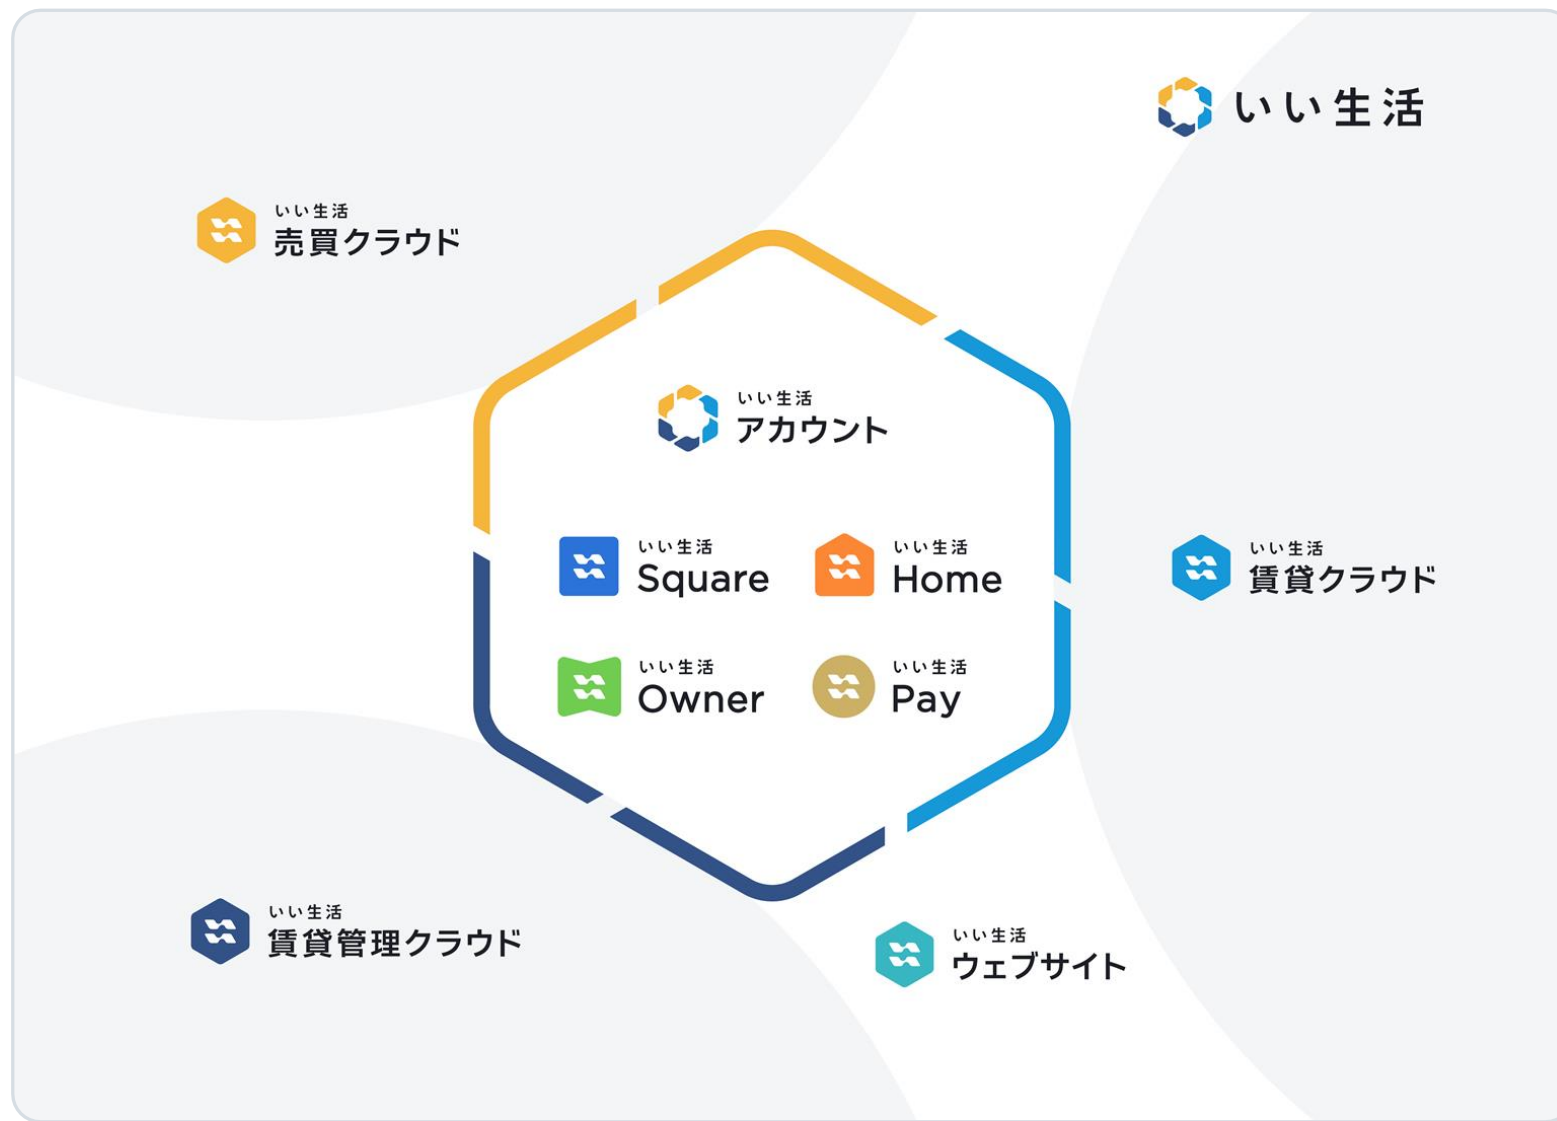 いい生活
いい生活
売買クラウド
いい生活
アカウント
いい生活
Square
いい生活
Home
いい生活
賃貸クラウド
いい生活
Owner
いい生活
Pay
いい生活
賃貸管理クラウド
いい生活
ウェブサイト